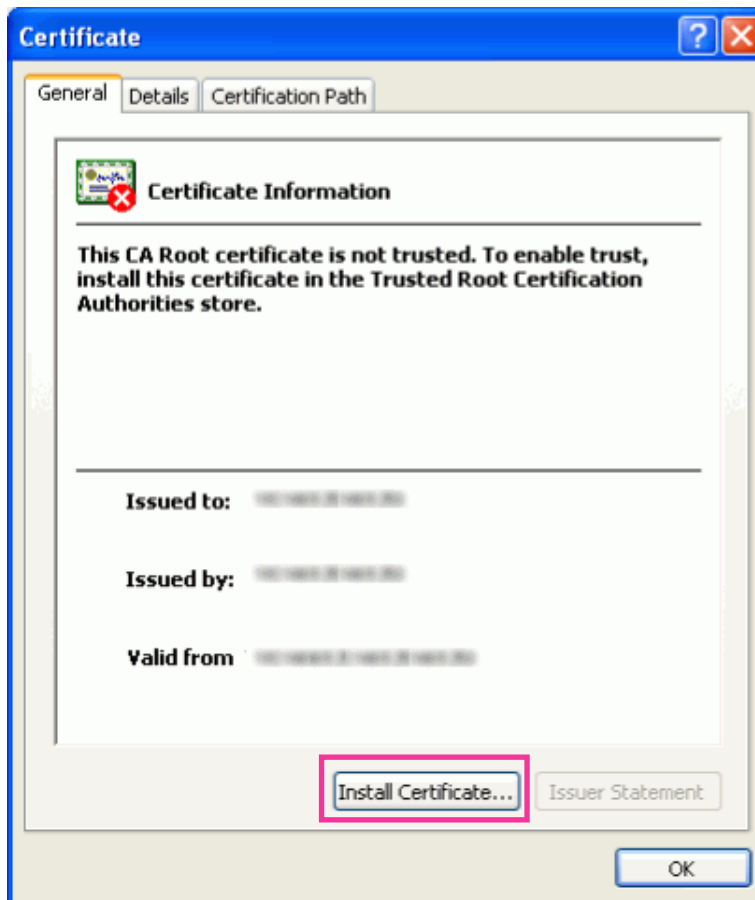 Certificate
General Details Certification Path
Certificate Information
This CA Root certificate is not trusted. To enable trust,
install this certificate in the Trusted Root Certification
Authorities store.
Issued to:
Issued by:
Valid from
Install Certificate... Issuer Statement
OK